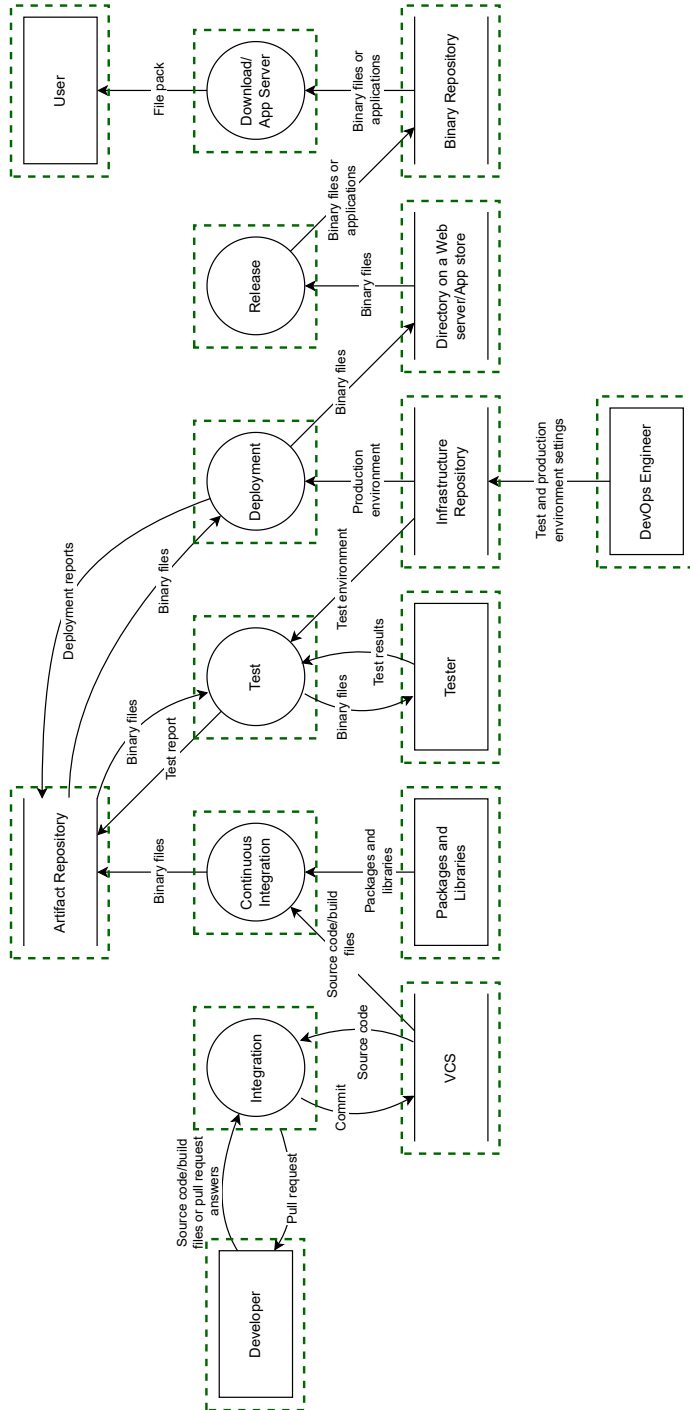 Developer
Source code/build
files or pull request
answers
Pull request
Integration
Commit
Source code
VCS
Source code/build
files
Artifact Repository
Binary files
Continuous
Integration
Packages and
libraries
Packages and
Libraries
Binary files
Test report
Test
Binary files
Test results
Tester
Deployment reports
Binary files
Test environment
Deployment
Production
environment
Infrastructure
Repository
Test and production
environment settings
DevOps Engineer
Binary files
Release
Binary files
Directory on a Web
server/App store
Binary files or
applications
User
File pack
Download/
App Server
Binary files or
applications
Binary Repository